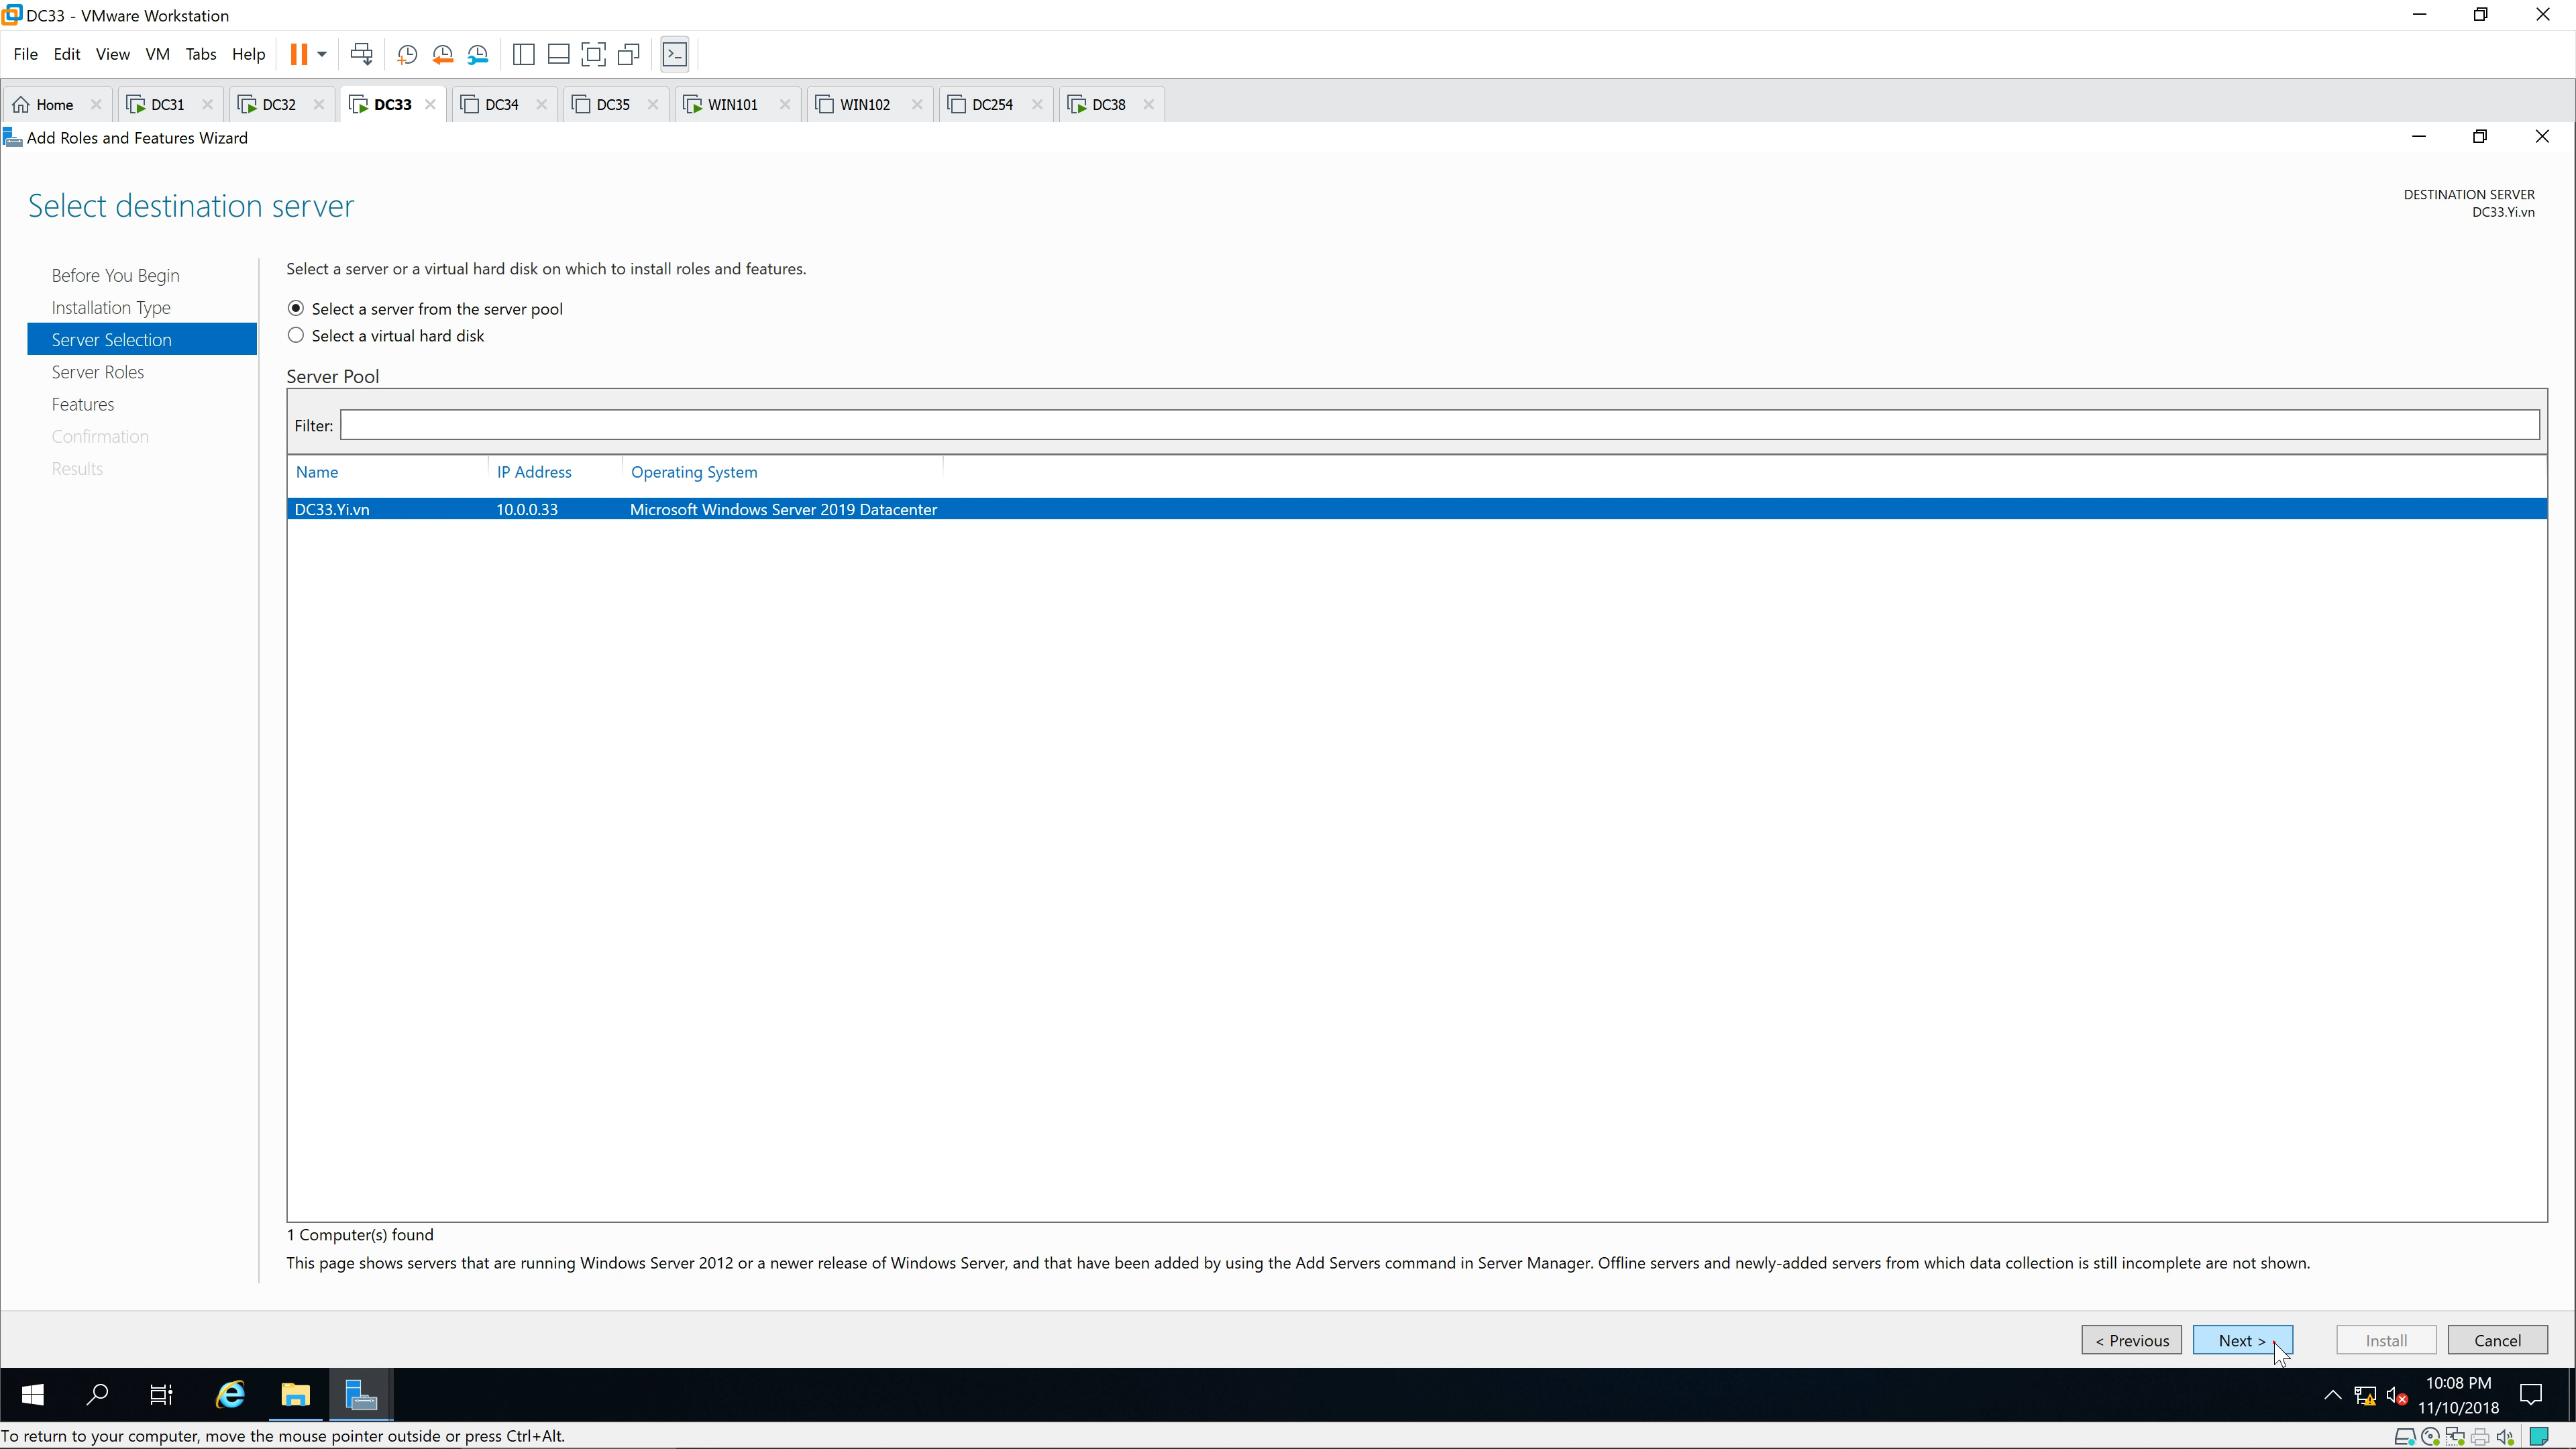 DC33 - VMware Workstation
File Edit View VM Tabs Help
Home DC31 DC32 DC33 DC34 DC35 WIN101 WIN102 DC254 DC38
Add Roles and Features Wizard
Select destination server
DESTINATION SERVER
DC33.Yi.vn
Before You Begin
Installation Type
Server Selection
Server Roles
Features
Confirmation
Results
Select a server or a virtual hard disk on which to install roles and features.
Select a server from the server pool
Select a virtual hard disk
Server Pool
Filter:
Name IP Address Operating System
DC33.Yi.vn 10.0.0.33 Microsoft Windows Server 2019 Datacenter
1 Computer(s) found
This page shows servers that are running Windows Server 2012 or a newer release of Windows Server, and that have been added by using the Add Servers command in Server Manager. Offline servers and newly-added servers from which data collection is still incomplete are not shown.
< Previous Next > Install Cancel
10:08 PM
11/10/2018
To return to your computer, move the mouse pointer outside or press Ctrl+Alt.